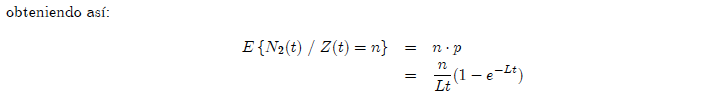 obteniendo así:
E {N₂(t) / Z(t) = n} = n · p
= n/Lt (1 − e^{−Lt})